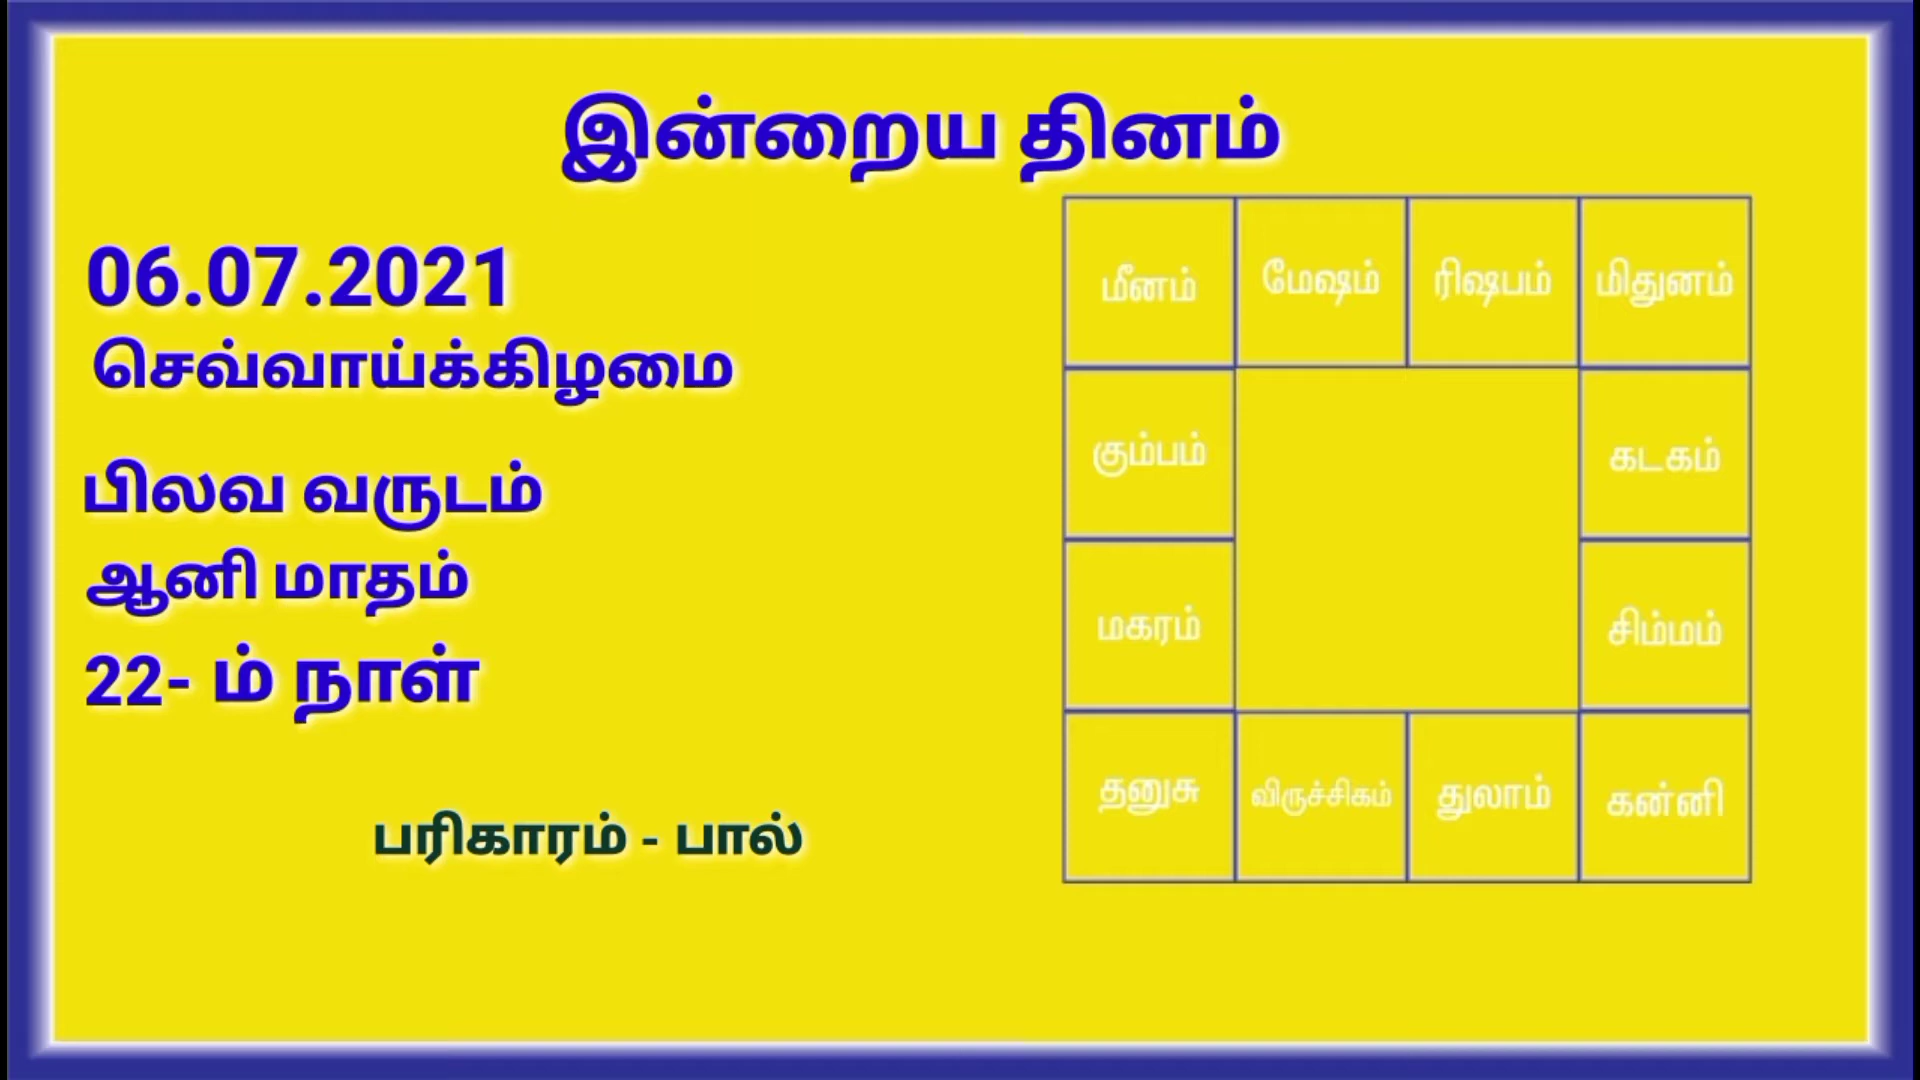 இன்றைய தினம்
06.07.2021
செவ்வாய்க்கிழமை
பிலவ வருடம்
ஆனி மாதம்
22- ம் நாள்
பரிகாரம் - பால்
மீனம் மேஷம் ரிஷபம் மிதுனம்
கும்பம் கடகம்
மகரம் சிம்மம்
தனுசு விருச்சிகம் துலாம் கன்னி